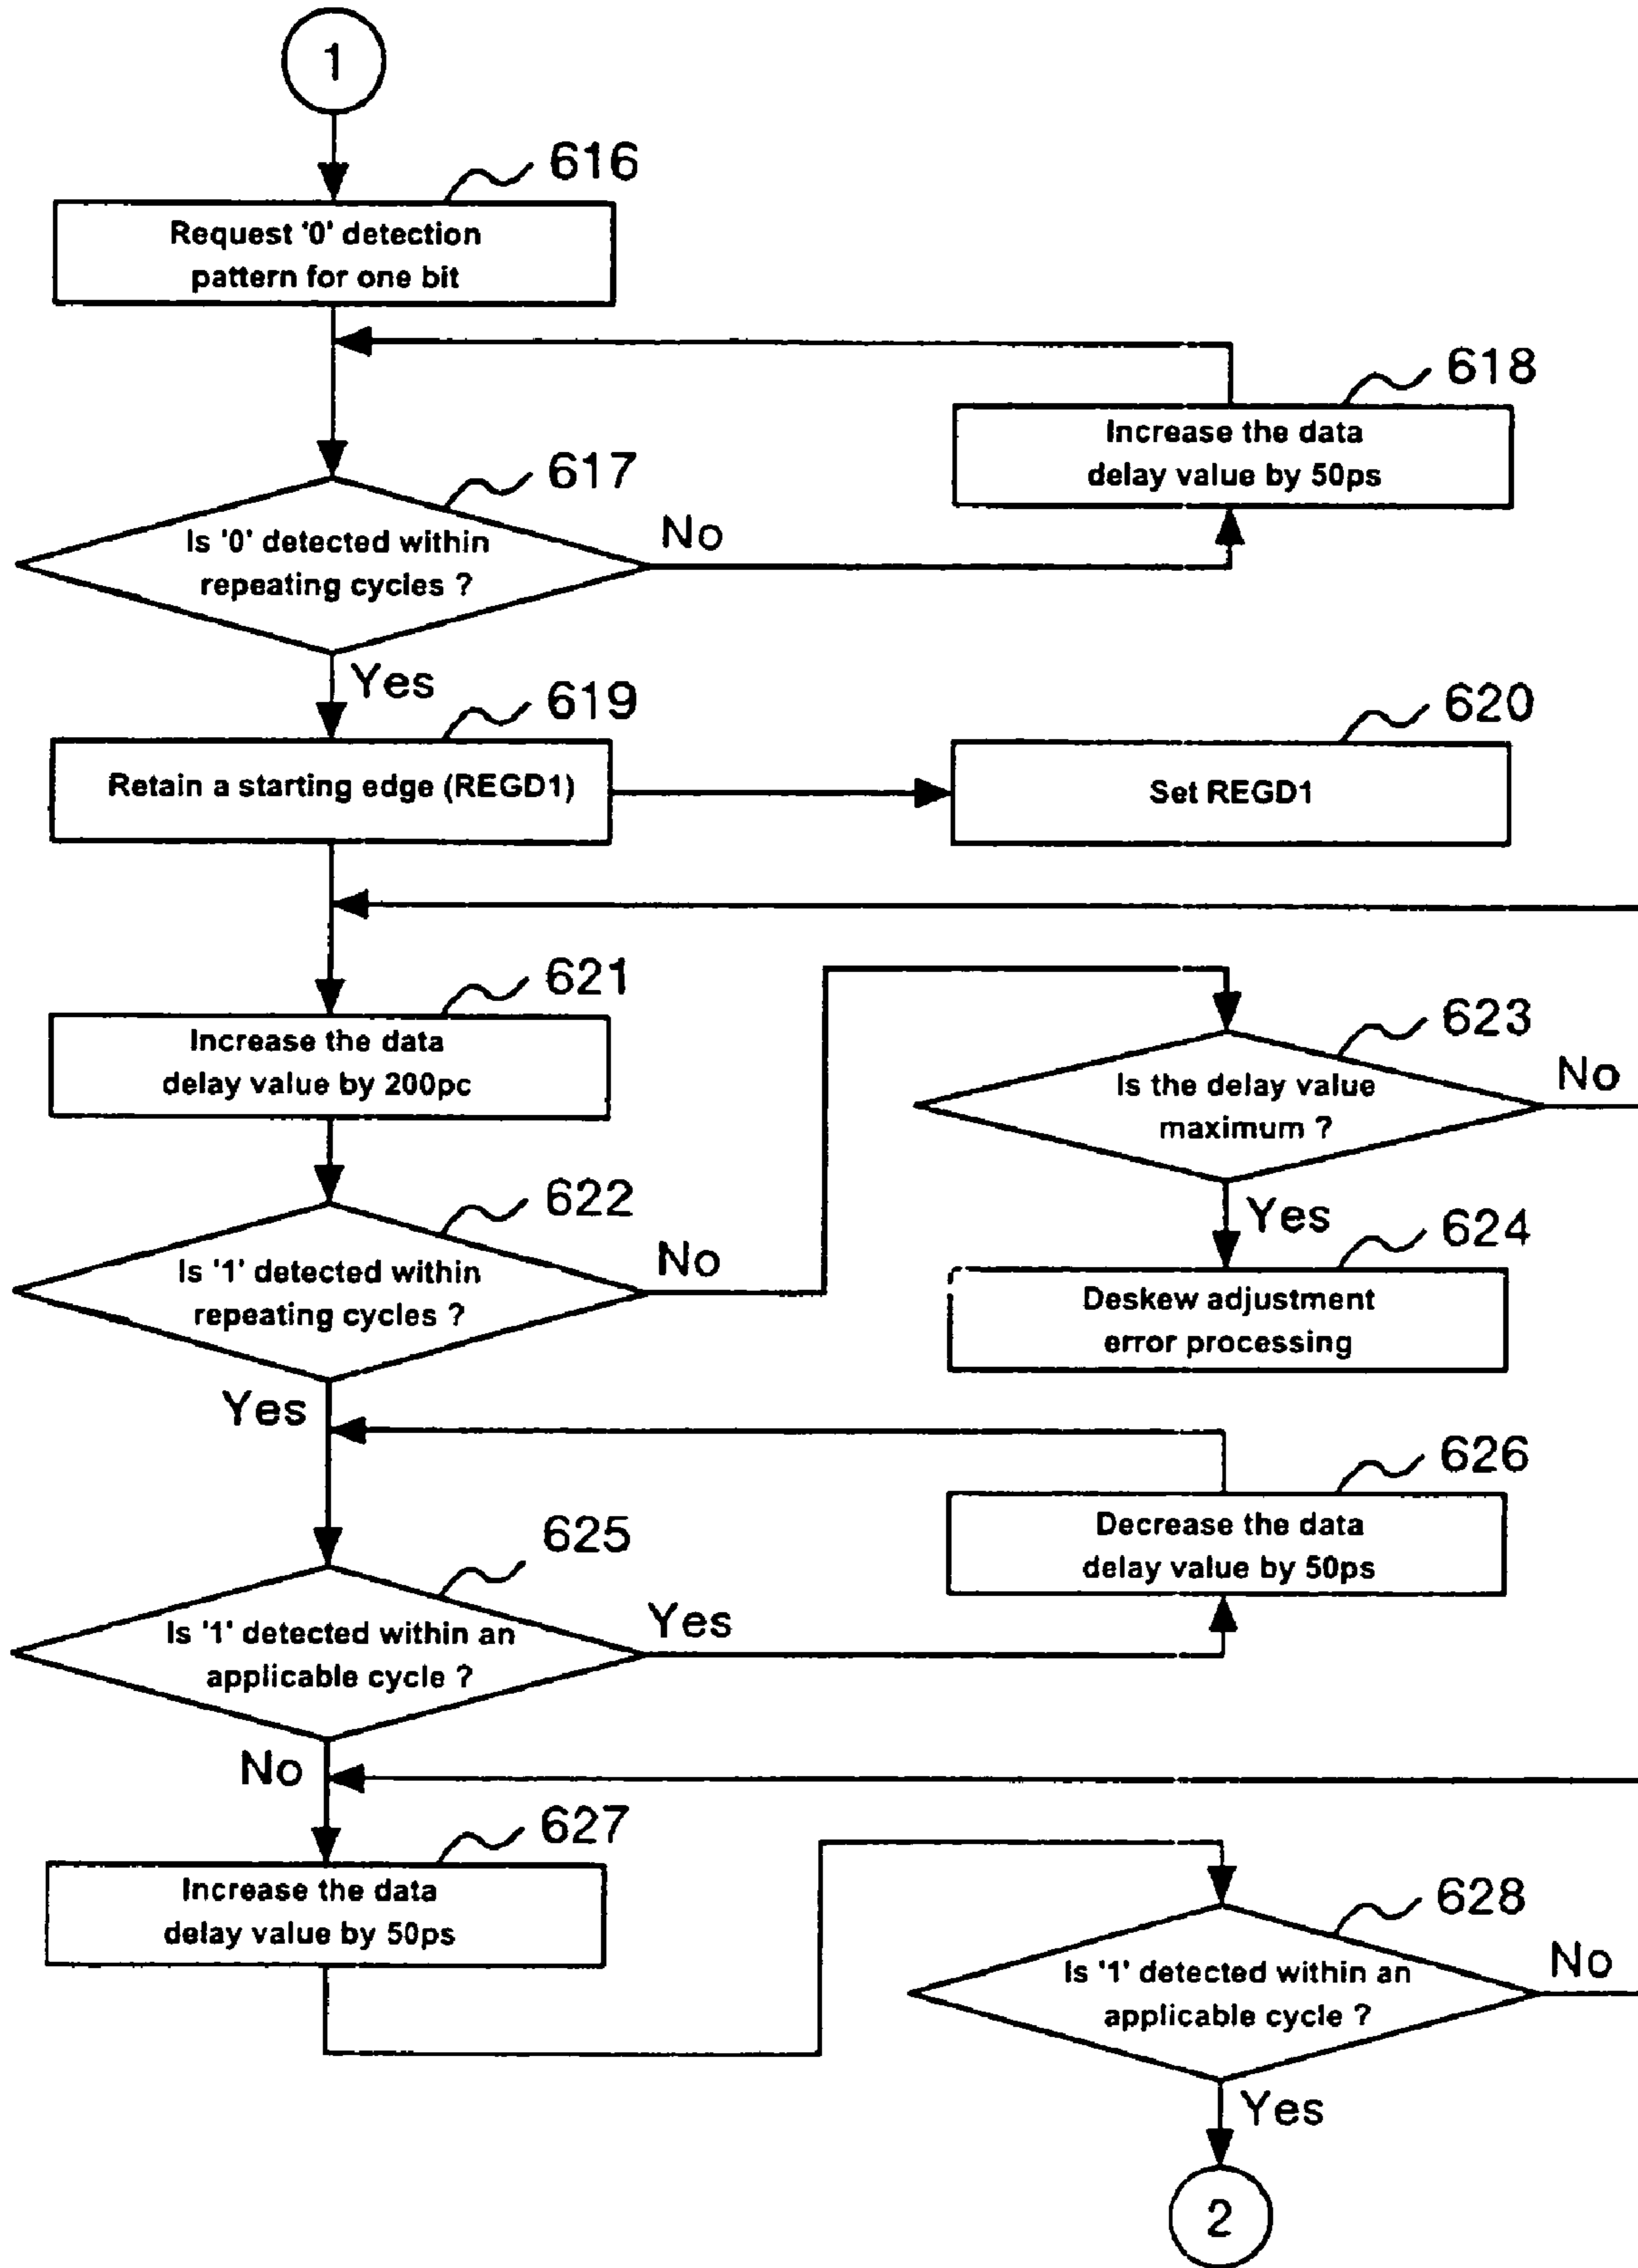 1
616
Request '0' detection
pattern for one bit
618
Increase the data
delay value by 50ps
617
Is '0' detected within
repeating cycles ?
No
Yes
619
Retain a starting edge (REGD1)
620
Set REGD1
621
Increase the data
delay value by 200pc
623
Is the delay value
maximum ?
No
Yes
622
Is '1' detected within
repeating cycles ?
No
Yes
624
Deskew adjustment
error processing
626
Decrease the data
delay value by 50ps
625
Is '1' detected within an
applicable cycle ?
Yes
No
627
Increase the data
delay value by 50ps
628
Is '1' detected within an
applicable cycle ?
No
Yes
2